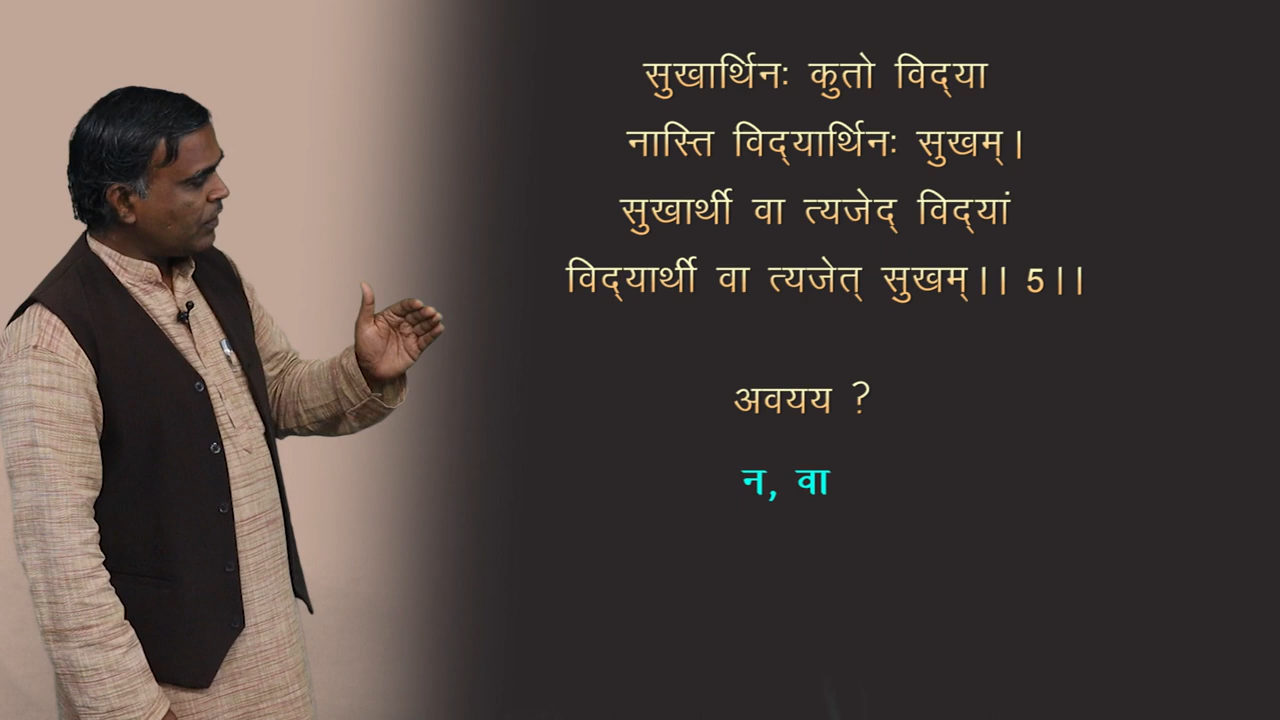 सुखार्थिनः कुतो विद्‌या
नास्ति विद्‌यार्थिनः सुखम्।
सुखार्थी वा त्यजेद् विद्‌यां
विद्‌यार्थी वा त्यजेत् सुखम्।। 5।।
अवयय ?
न, वा